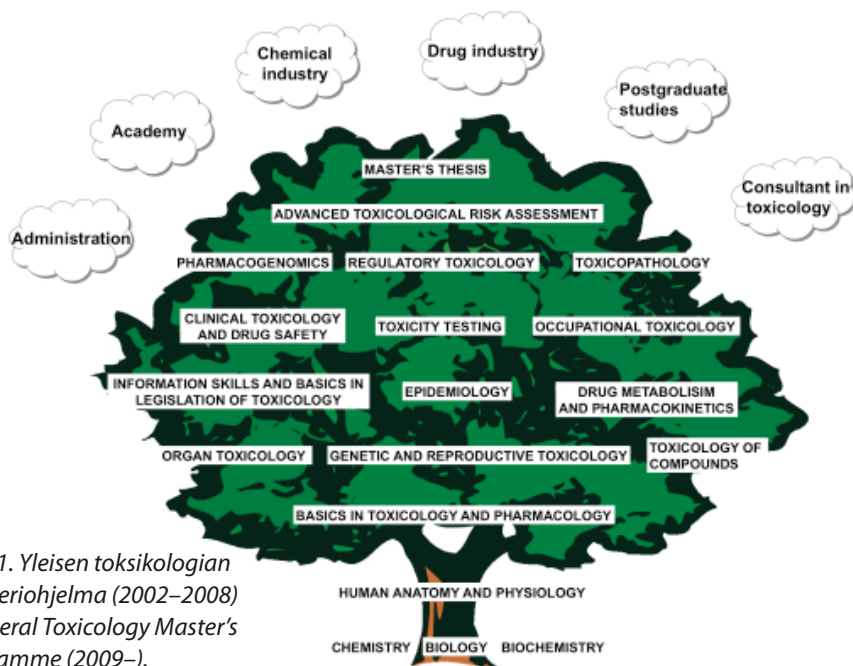 Chemical
industry
Drug industry
Postgraduate
studies
Academy
Consultant in
toxicology
Administration
MASTER'S THESIS
ADVANCED TOXICOLOGICAL RISK ASSESSMENT
PHARMACOGENOMICS REGULATORY TOXICOLOGY TOXICOPATHOLOGY
CLINICAL TOXICOLOGY
AND DRUG SAFETY
TOXICITY TESTING
OCCUPATIONAL TOXICOLOGY
INFORMATION SKILLS AND BASICS IN
LEGISLATION OF TOXICOLOGY
EPIDEMIOLOGY
DRUG METABOLISIM
AND PHARMACOKINETICS
ORGAN TOXICOLOGY
GENETIC AND REPRODUCTIVE TOXICOLOGY
TOXICOLOGY OF
COMPOUNDS
BASICS IN TOXICOLOGY AND PHARMACOLOGY
HUMAN ANATOMY AND PHYSIOLOGY
CHEMISTRY BIOLOGY BIOCHEMISTRY
1. Yleisen toksikologian
eriohjelma (2002–2008)
eral Toxicology Master's
amme (2009–).